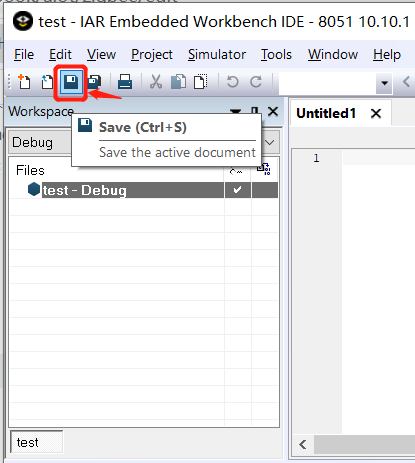 test - IAR Embedded Workbench IDE - 8051 10.10.1
File Edit View Project Simulator Tools Window Help
Workspace
Untitled1
Save (Ctrl+S)
Debug
Save the active document
1
Files
test - Debug
test